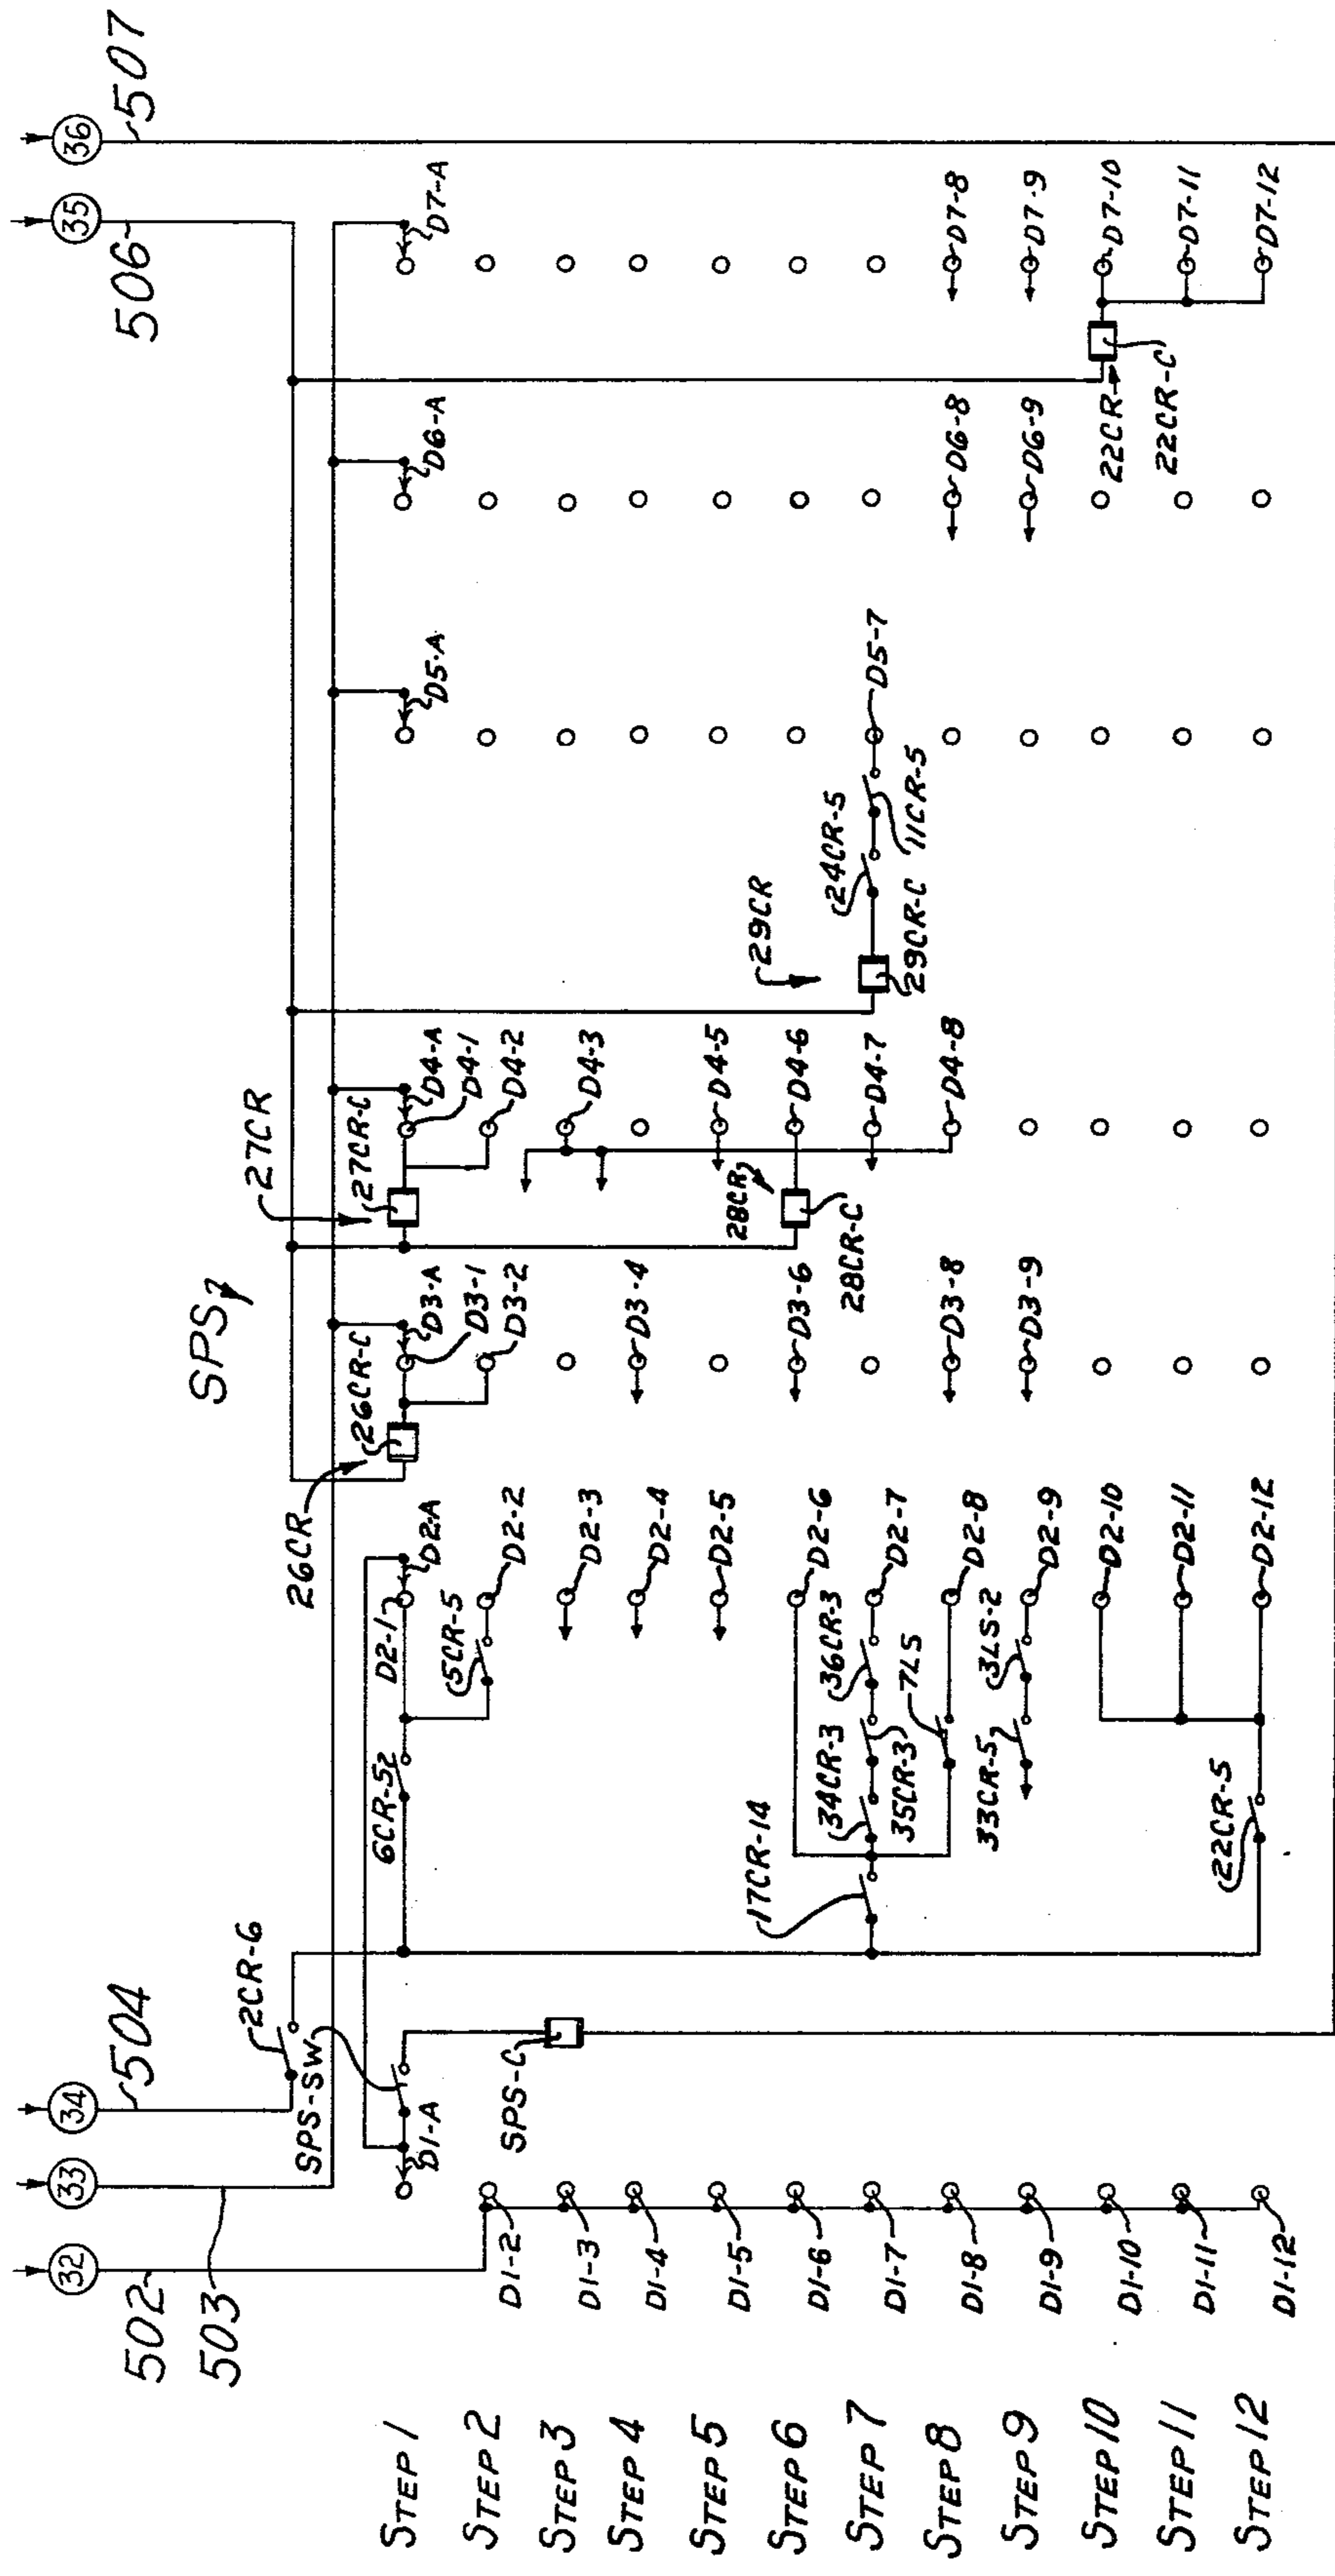 32
33
34
35
36
502
503
504
506
507
SPS
2CR-6
SPS-SW
D1-A
SPS-C
26CR
26CR-C
27CR
27CR-C
D2-A
D3-A
D4-A
D5-A
D6-A
D7-A
STEP 1
6CR-5
D2-1
D3-1
D4-1
STEP 2
D1-2
5CR-5
D2-2
D3-2
D4-2
STEP 3
D1-3
D2-3
D4-3
STEP 4
D1-4
D2-4
D3-4
STEP 5
D1-5
D2-5
D4-5
STEP 6
D1-6
D2-6
D3-6
28CR
28CR-C
D4-6
STEP 7
D1-7
17CR-14
34CR-3
35CR-3
36CR-3
D2-7
D4-7
29CR
29CR-C
24CR-5
11CR-5
D5-7
STEP 8
D1-8
7LS
D2-8
D3-8
D4-8
D6-8
D7-8
STEP 9
D1-9
33CR-5
3LS-2
D2-9
D3-9
D6-9
D7-9
STEP 10
D1-10
D2-10
22CR
22CR-C
D7-10
STEP 11
D1-11
D2-11
D7-11
STEP 12
D1-12
22CR-5
D2-12
D7-12